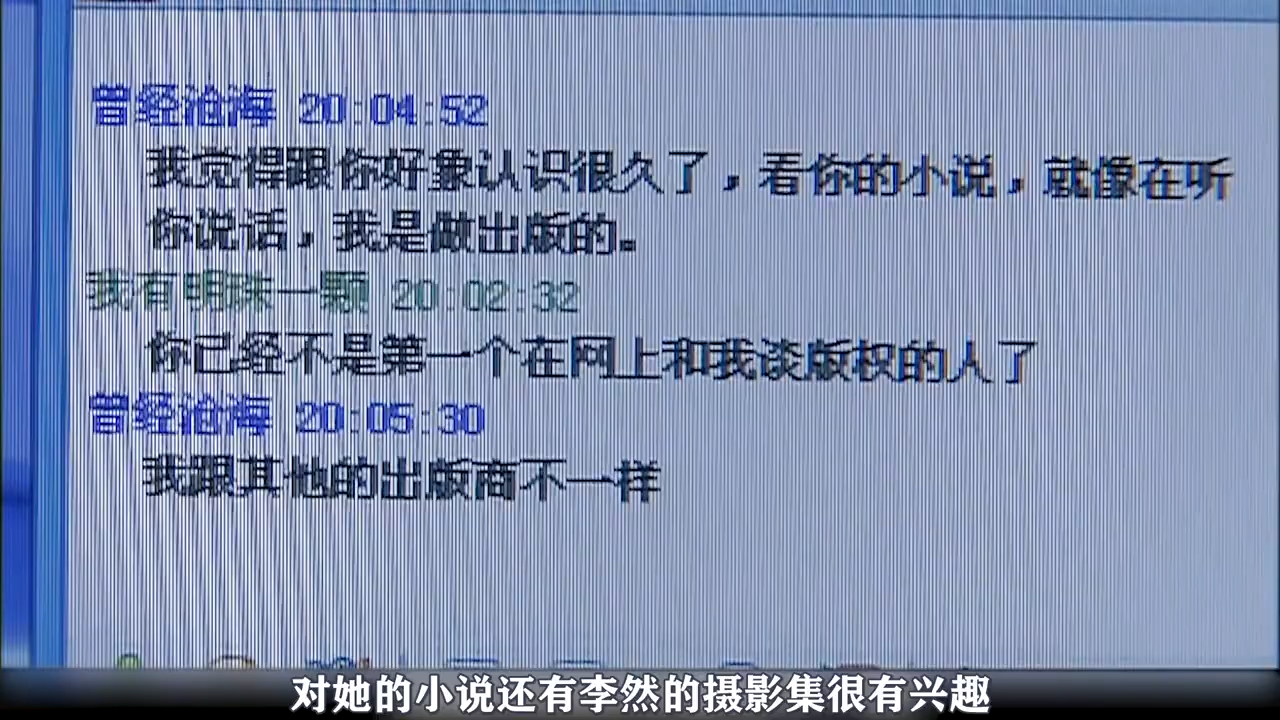 曾经沧海 20:04:52
我觉得跟你好象认识很久了，看你的小说，就像在听
你说话，我是做出版的。
我有明珠一颗 20:02:32
你已经不是第一个在网上和我谈版权的人了
曾经沧海 20:05:30
我跟其他的出版商不一样
对她的小说还有李然的摄影集很有兴趣